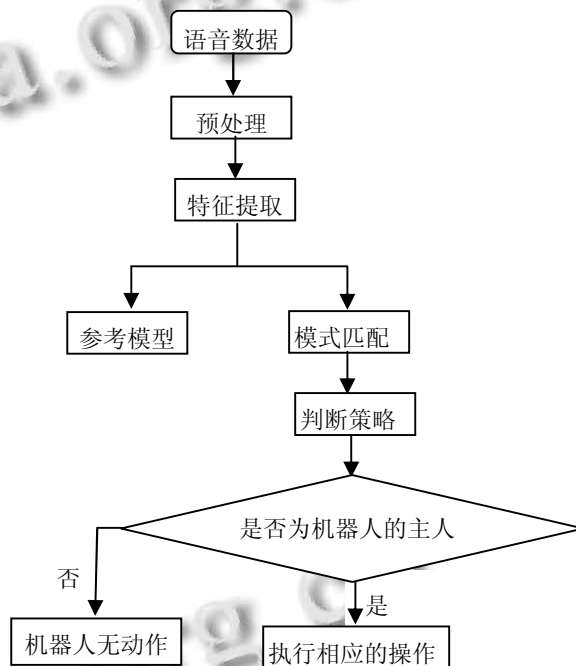 语音数据
预处理
特征提取
参考模型
模式匹配
判断策略
是否为机器人的主人
否
是
机器人无动作
执行相应的操作